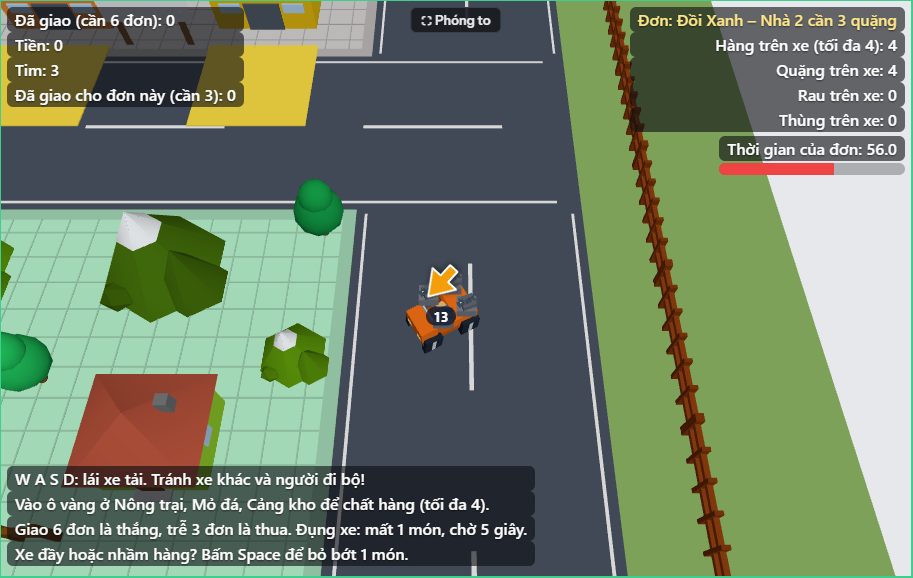 Đã giao (cần 6 đơn): 0
Tiền: 0
Tim: 3
Đã giao cho đơn này (cần 3): 0
Phóng to
Đơn: Đồi Xanh – Nhà 2 cần 3 quặng
Hàng trên xe (tối đa 4): 4
Quặng trên xe: 4
Rau trên xe: 0
Thùng trên xe: 0
Thời gian của đơn: 56.0
13
W A S D: lái xe tải. Tránh xe khác và người đi bộ!
Vào ô vàng ở Nông trại, Mỏ đá, Cảng kho để chất hàng (tối đa 4).
Giao 6 đơn là thắng, trễ 3 đơn là thua. Đụng xe: mất 1 món, chờ 5 giây.
Xe đầy hoặc nhầm hàng? Bấm Space để bỏ bớt 1 món.